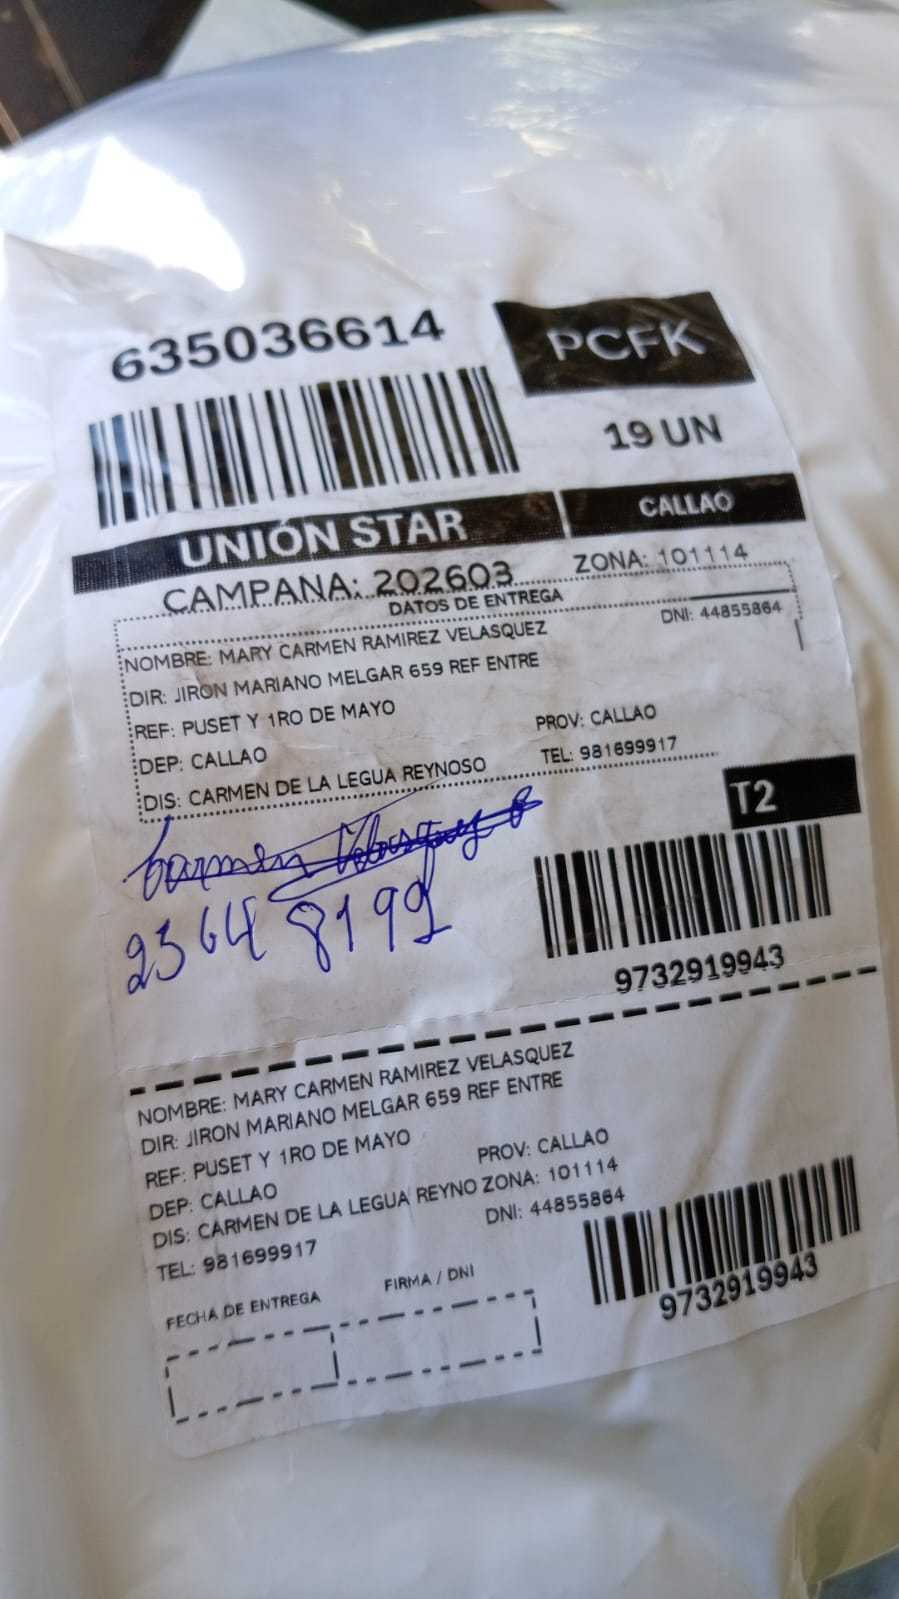 635036614
PCFK
19 UN
UNIÓN STAR
CALLAO
CAMPANA: 202603
ZONA: 101114
DATOS DE ENTREGA
NOMBRE: MARY CARMEN RAMIREZ VELASQUEZ
DNI: 44855864
DIR: JIRON MARIANO MELGAR 659 REF ENTRE
REF: PUSET Y 1RO DE MAYO
DEP: CALLAO
PROV: CALLAO
DIS: CARMEN DE LA LEGUA REYNOSO
TEL: 981699917
T2
Carmen Velasquez
9732919943
NOMBRE: MARY CARMEN RAMIREZ VELASQUEZ
DIR: JIRON MARIANO MELGAR 659 REF ENTRE
REF: PUSET Y 1RO DE MAYO
DEP: CALLAO
PROV: CALLAO
DIS: CARMEN DE LA LEGUA REYNO ZONA: 101114
TEL: 981699917
DNI: 44855864
9732919943
FECHA DE ENTREGA
FIRMA / DNI